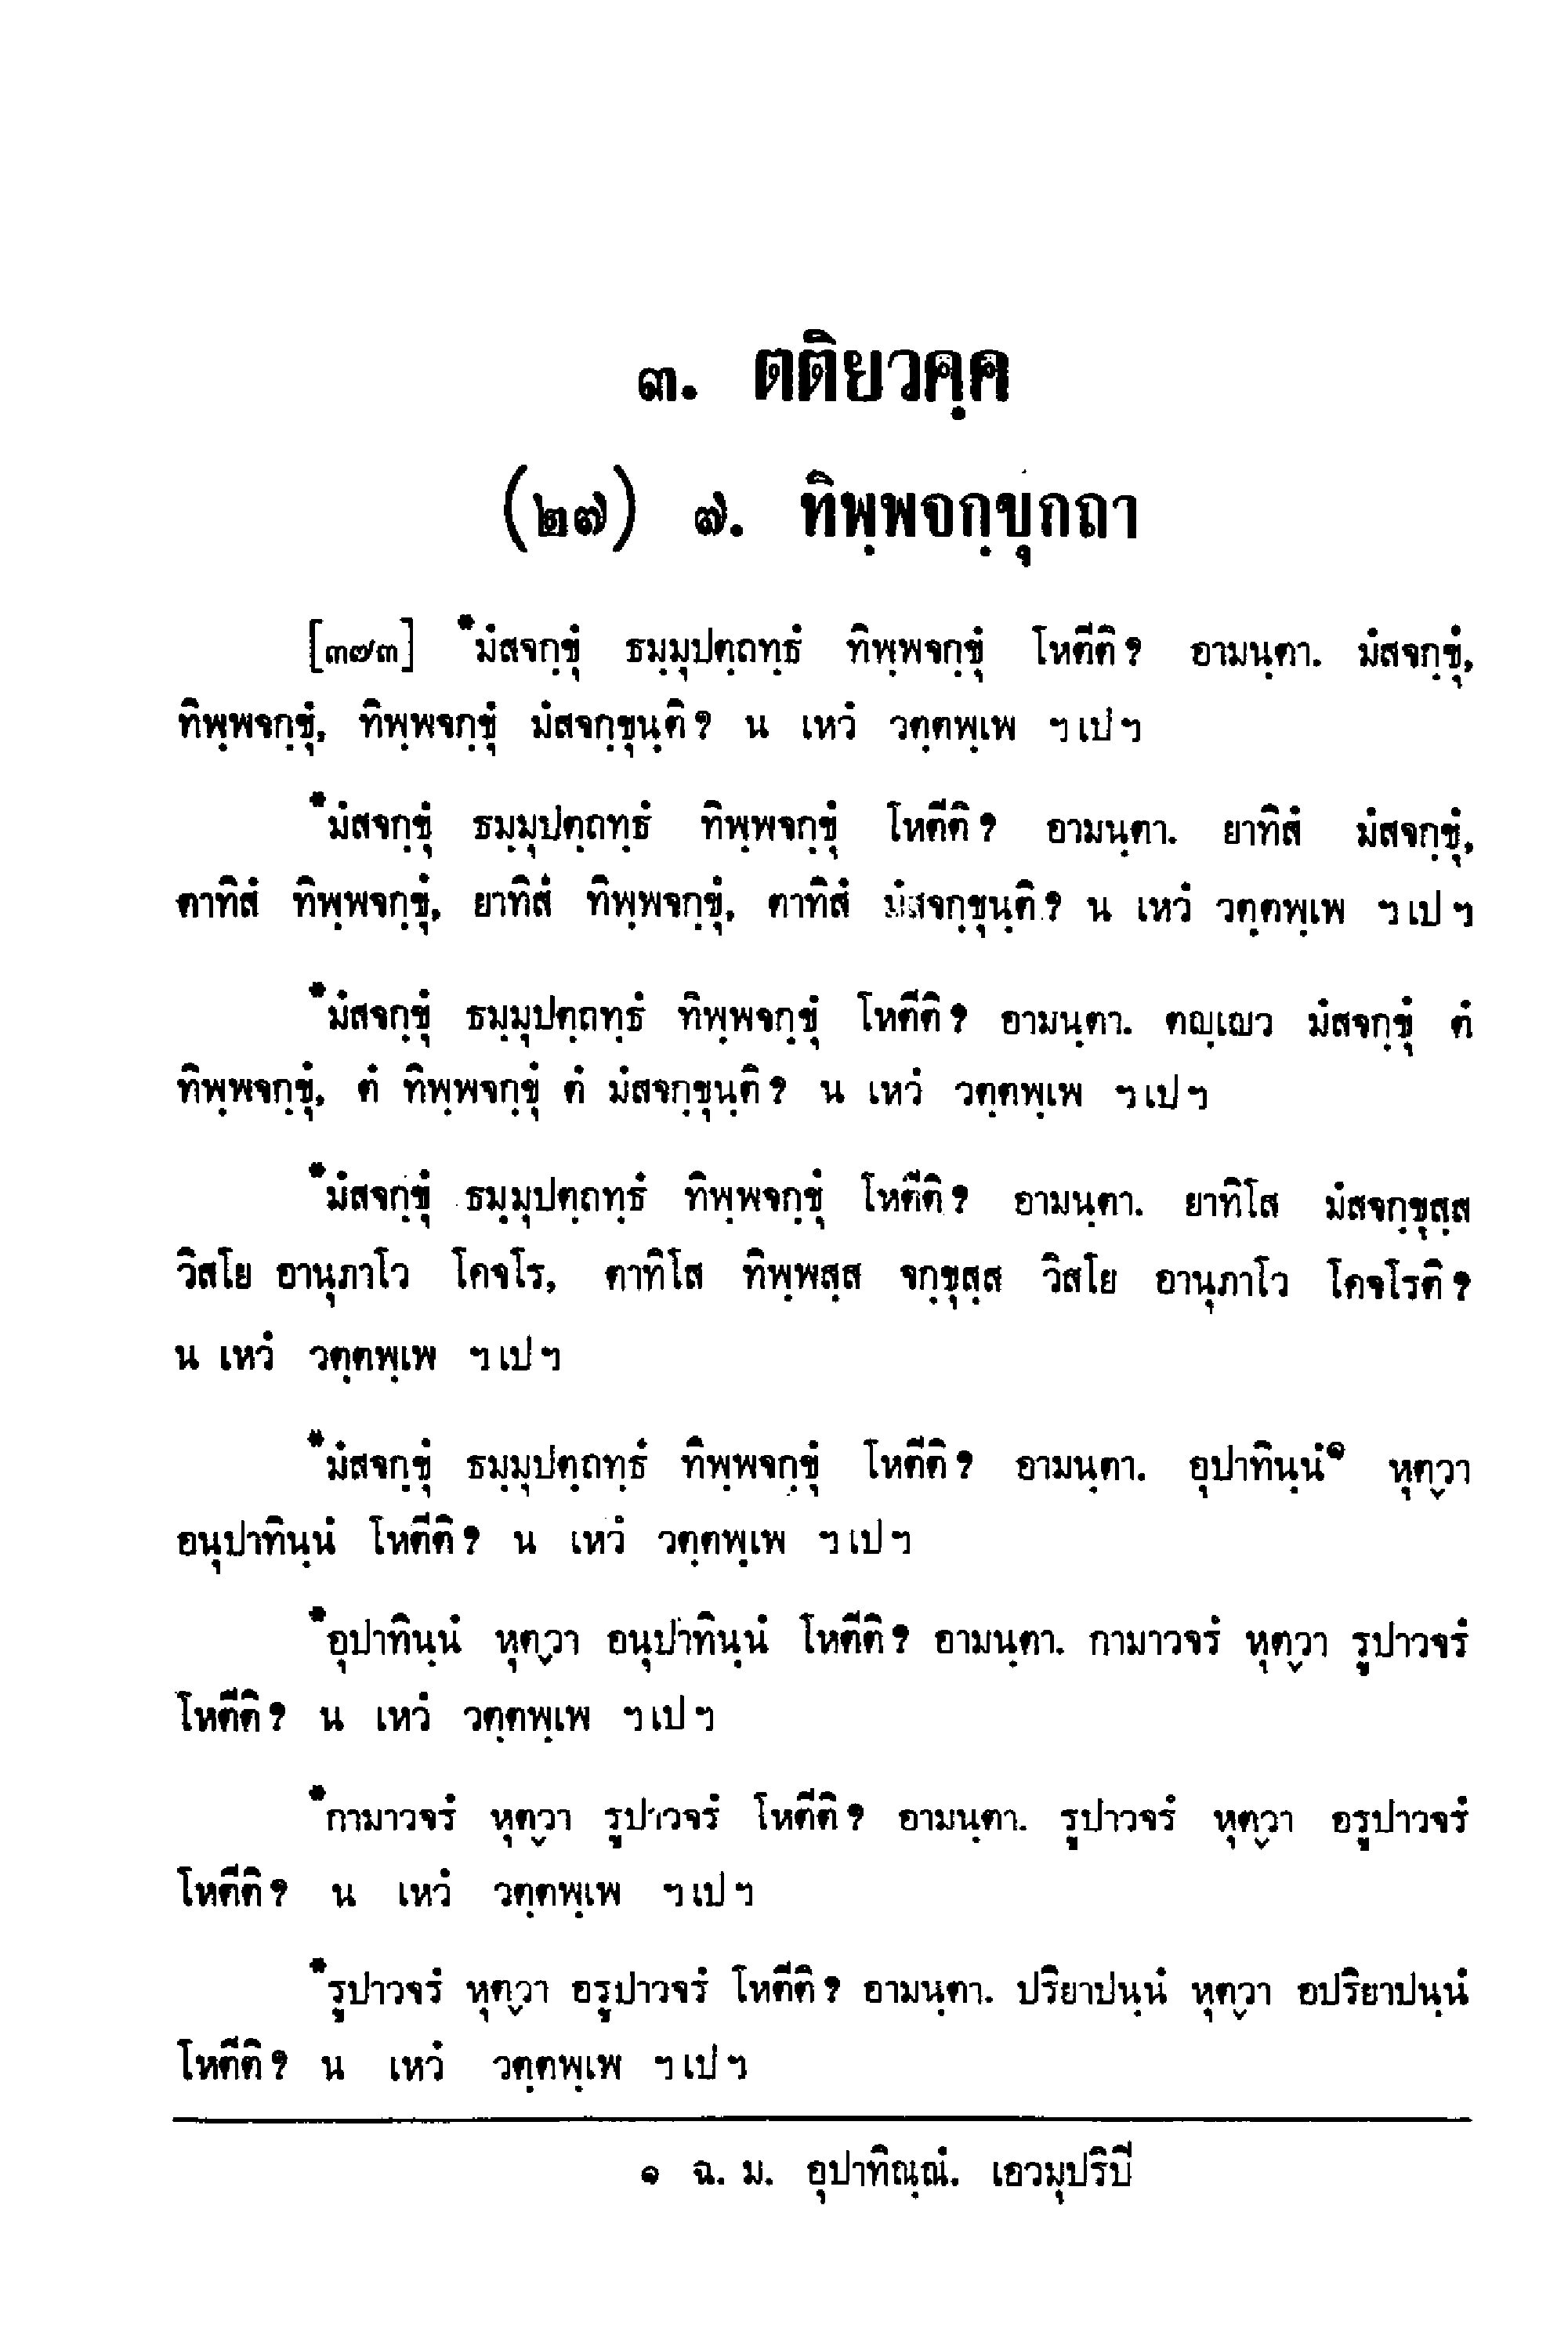 ๓. ตติยวคฺค
(๒๗) ๗. ทิพฺพจกฺขุกถา
[๓๗๓] *มํสจกฺขุํ ธมฺมุปตฺถทฺธํ ทิพฺพจกฺขุํ โหตีติ? อามนฺตา. มํสจกฺขุํ,
ทิพฺพจกฺขุํ, ทิพฺพจกฺขุํ มํสจกฺขุนฺติ? น เหวํ วตฺตพฺเพ ฯเปฯ
*มํสจกฺขุํ ธมฺมุปตฺถทฺธํ ทิพฺพจกฺขุํ โหตีติ? อามนฺตา. ยาทิสํ มํสจกฺขุํ,
ตาทิสํ ทิพฺพจกฺขุํ, ยาทิสํ ทิพฺพจกฺขุํ, ตาทิสํ มํสจกฺขุนฺติ? น เหวํ วตฺตพฺเพ ฯเปฯ
*มํสจกฺขุํ ธมฺมุปตฺถทฺธํ ทิพฺพจกฺขุํ โหตีติ? อามนฺตา. ตญฺเญว มํสจกฺขุํ ตํ
ทิพฺพจกฺขุํ, ตํ ทิพฺพจกฺขุํ ตํ มํสจกฺขุนฺติ? น เหวํ วตฺตพฺเพ ฯเปฯ
*มํสจกฺขุํ ธมฺมุปตฺถทฺธํ ทิพฺพจกฺขุํ โหตีติ? อามนฺตา. ยาทิโส มํสจกฺขุสฺส
วิสโย อานุภาโว โคจโร, ตาทิโส ทิพฺพสฺส จกฺขุสฺส วิสโย อานุภาโว โคจโรติ?
น เหวํ วตฺตพฺเพ ฯเปฯ
*มํสจกฺขุํ ธมฺมุปตฺถทฺธํ ทิพฺพจกฺขุํ โหตีติ? อามนฺตา. อุปาทินฺนํ๑ หุตฺวา
อนุปาทินฺนํ โหตีติ? น เหวํ วตฺตพฺเพ ฯเปฯ
*อุปาทินฺนํ หุตฺวา อนุปาทินฺนํ โหตีติ? อามนฺตา. กามาวจรํ หุตฺวา รูปาวจรํ
โหตีติ? น เหวํ วตฺตพฺเพ ฯเปฯ
*กามาวจรํ หุตฺวา รูปาวจรํ โหตีติ? อามนฺตา. รูปาวจรํ หุตฺวา อรูปาวจรํ
โหตีติ? น เหวํ วตฺตพฺเพ ฯเปฯ
*รูปาวจรํ หุตฺวา อรูปาวจรํ โหตีติ? อามนฺตา. ปริยาปนฺนํ หุตฺวา อปริยาปนฺนํ
โหตีติ? น เหวํ วตฺตพฺเพ ฯเปฯ
๑ ฉ. ม. อุปาทิณฺณํ. เอวมุปริปิ